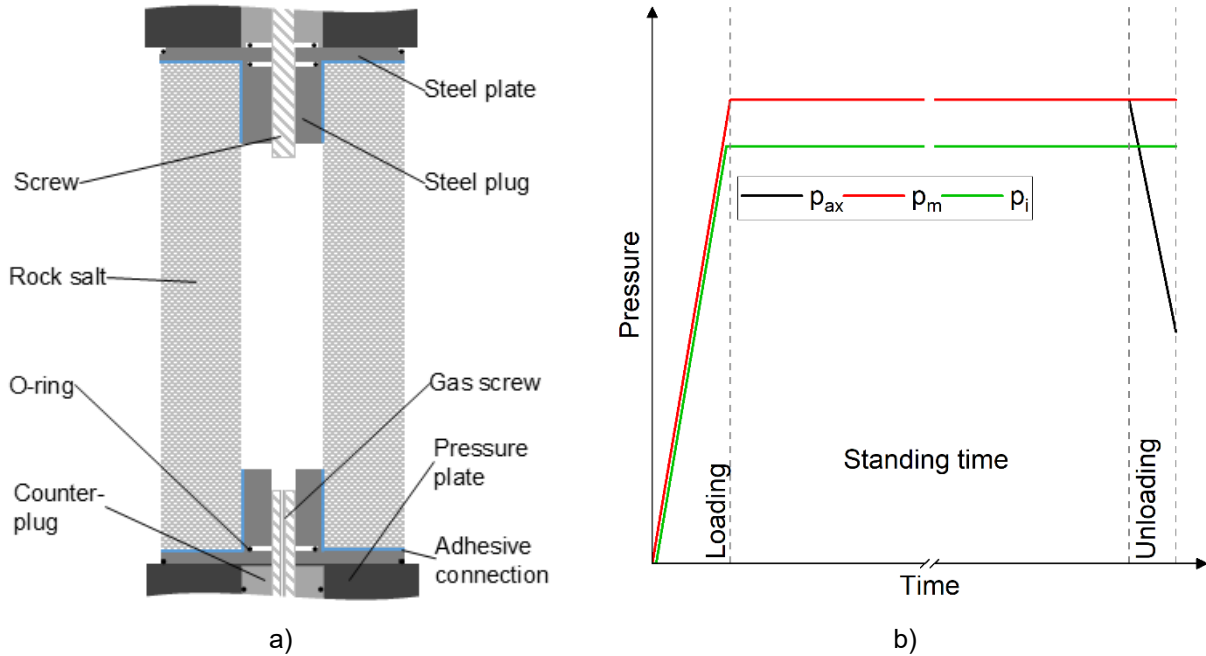 Steel plate
Screw
Steel plug
Rock salt
O-ring
Gas screw
Pressure
plate
Counter-
plug
Adhesive
connection
a)
Pressure
p_ax
p_m
p_i
Loading
Standing time
Unloading
Time
b)